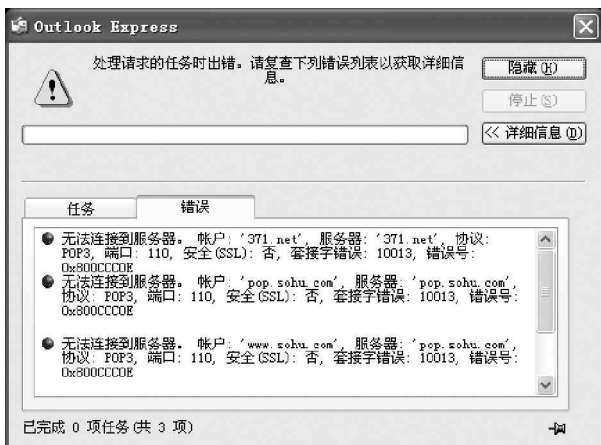 Outlook Express
处理请求的任务时出错。请复查下列错误列表以获取详细信
息。
隐藏(H)
停止(S)
<< 详细信息(D)
任务
错误
无法连接到服务器。 帐户: '371.net', 服务器: '371.net', 协议:
POP3, 端口: 110, 安全(SSL): 否, 套接字错误: 10013, 错误号:
0x800CCC0E
无法连接到服务器。 帐户: 'pop.sohu.com', 服务器: 'pop.sohu.com',
协议: POP3, 端口: 110, 安全(SSL): 否, 套接字错误: 10013, 错误号:
0x800CCC0E
无法连接到服务器。 帐户: 'www.sohu.com', 服务器: 'pop.sohu.com',
协议: POP3, 端口: 110, 安全(SSL): 否, 套接字错误: 10013, 错误号:
0x800CCC0E
已完成 0 项任务(共 3 项)